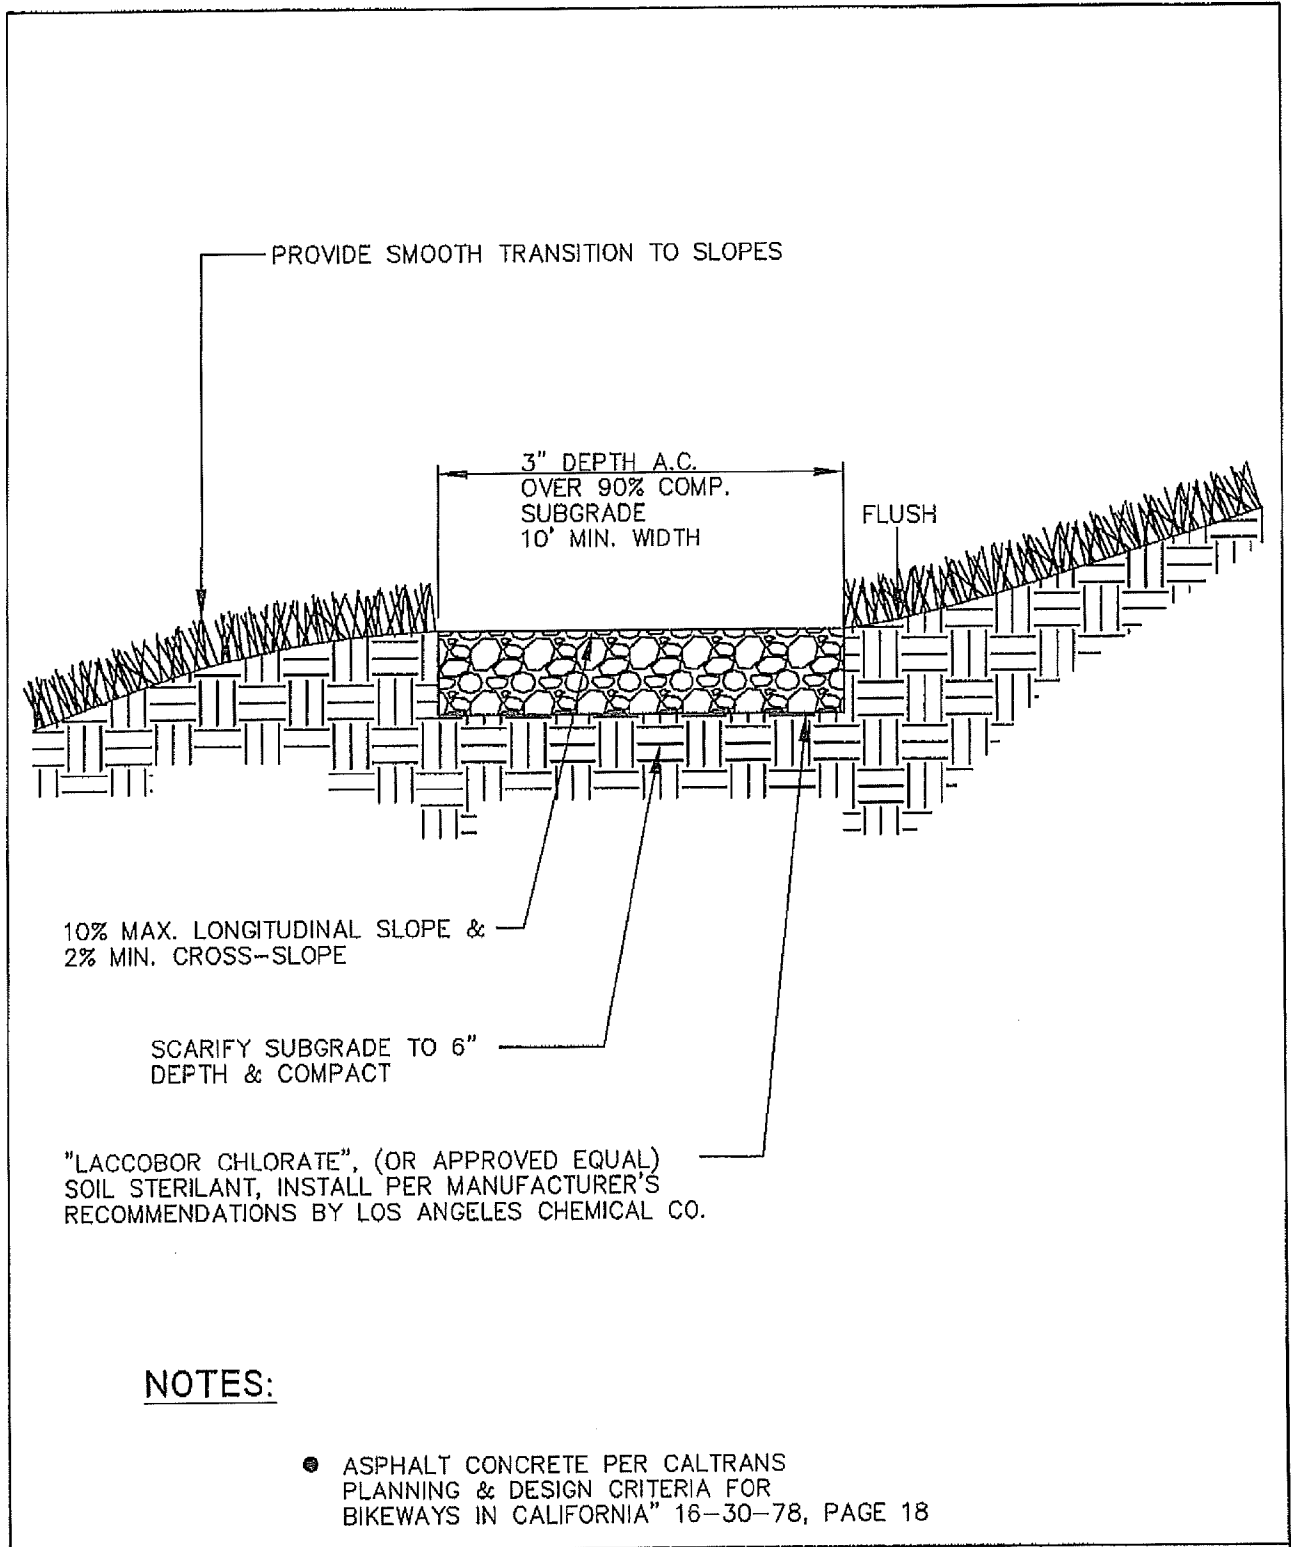 PROVIDE SMOOTH TRANSITION TO SLOPES
3" DEPTH A.C.
OVER 90% COMP.
SUBGRADE
10' MIN. WIDTH
FLUSH
10% MAX. LONGITUDINAL SLOPE &
2% MIN. CROSS-SLOPE
SCARIFY SUBGRADE TO 6"
DEPTH & COMPACT
"LACCOBOR CHLORATE", (OR APPROVED EQUAL)
SOIL STERILANT, INSTALL PER MANUFACTURER'S
RECOMMENDATIONS BY LOS ANGELES CHEMICAL CO.
NOTES:
● ASPHALT CONCRETE PER CALTRANS
PLANNING & DESIGN CRITERIA FOR
BIKEWAYS IN CALIFORNIA" 16-30-78, PAGE 18